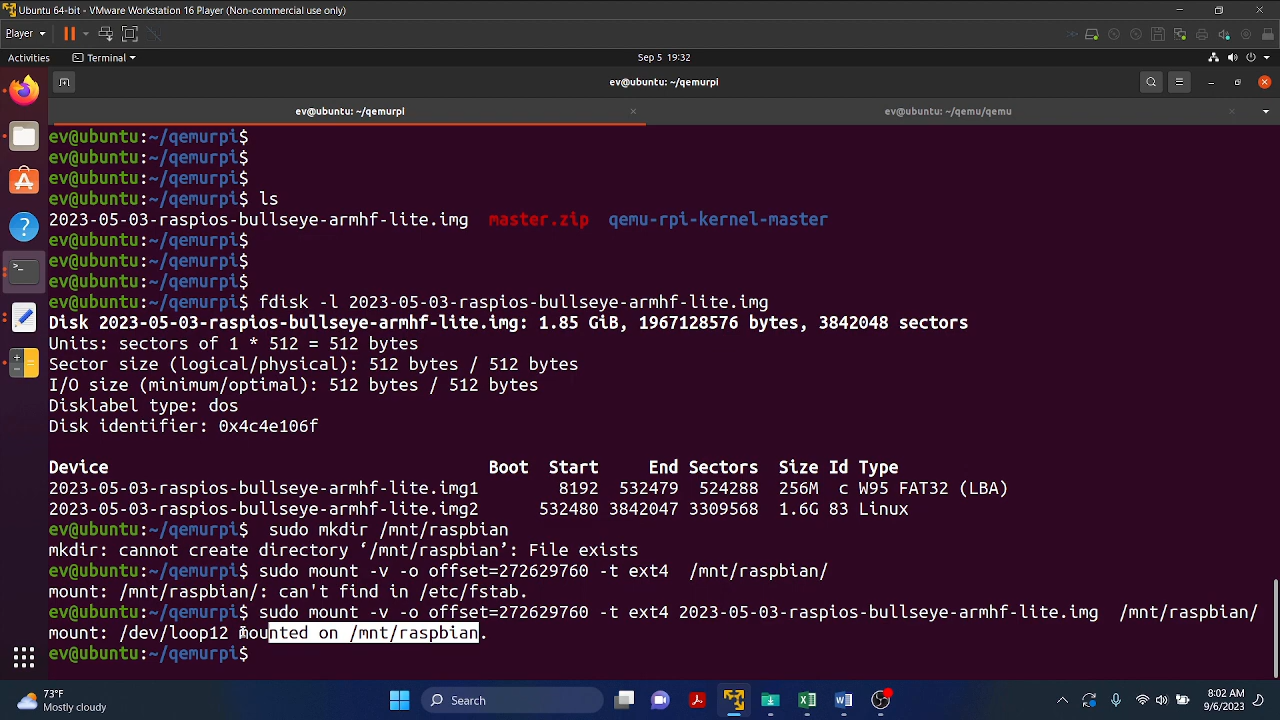 Ubuntu 64-bit - VMware Workstation 16 Player (Non-commercial use only)
Player
Activities
Terminal
Sep 5 19:32
ev@ubuntu: ~/qemurpi
ev@ubuntu: ~/qemurpi
ev@ubuntu: ~/qemu/qemu
ev@ubuntu:~/qemurpi$
ev@ubuntu:~/qemurpi$
ev@ubuntu:~/qemurpi$
ev@ubuntu:~/qemurpi$ ls
2023-05-03-raspios-bullseye-armhf-lite.img  master.zip  qemu-rpi-kernel-master
ev@ubuntu:~/qemurpi$
ev@ubuntu:~/qemurpi$
ev@ubuntu:~/qemurpi$
ev@ubuntu:~/qemurpi$ fdisk -l 2023-05-03-raspios-bullseye-armhf-lite.img
Disk 2023-05-03-raspios-bullseye-armhf-lite.img: 1.85 GiB, 1967128576 bytes, 3842048 sectors
Units: sectors of 1 * 512 = 512 bytes
Sector size (logical/physical): 512 bytes / 512 bytes
I/O size (minimum/optimal): 512 bytes / 512 bytes
Disklabel type: dos
Disk identifier: 0x4c4e106f
Device                                      Boot  Start     End Sectors  Size Id Type
2023-05-03-raspios-bullseye-armhf-lite.img1        8192  532479  524288  256M  c W95 FAT32 (LBA)
2023-05-03-raspios-bullseye-armhf-lite.img2      532480 3842047 3309568  1.6G 83 Linux
ev@ubuntu:~/qemurpi$  sudo mkdir /mnt/raspbian
mkdir: cannot create directory ‘/mnt/raspbian’: File exists
ev@ubuntu:~/qemurpi$ sudo mount -v -o offset=272629760 -t ext4  /mnt/raspbian/
mount: /mnt/raspbian/: can't find in /etc/fstab.
ev@ubuntu:~/qemurpi$ sudo mount -v -o offset=272629760 -t ext4 2023-05-03-raspios-bullseye-armhf-lite.img  /mnt/raspbian/
mount: /dev/loop12 mounted on /mnt/raspbian.
ev@ubuntu:~/qemurpi$
73°F
Mostly cloudy
Search
8:02 AM
9/6/2023